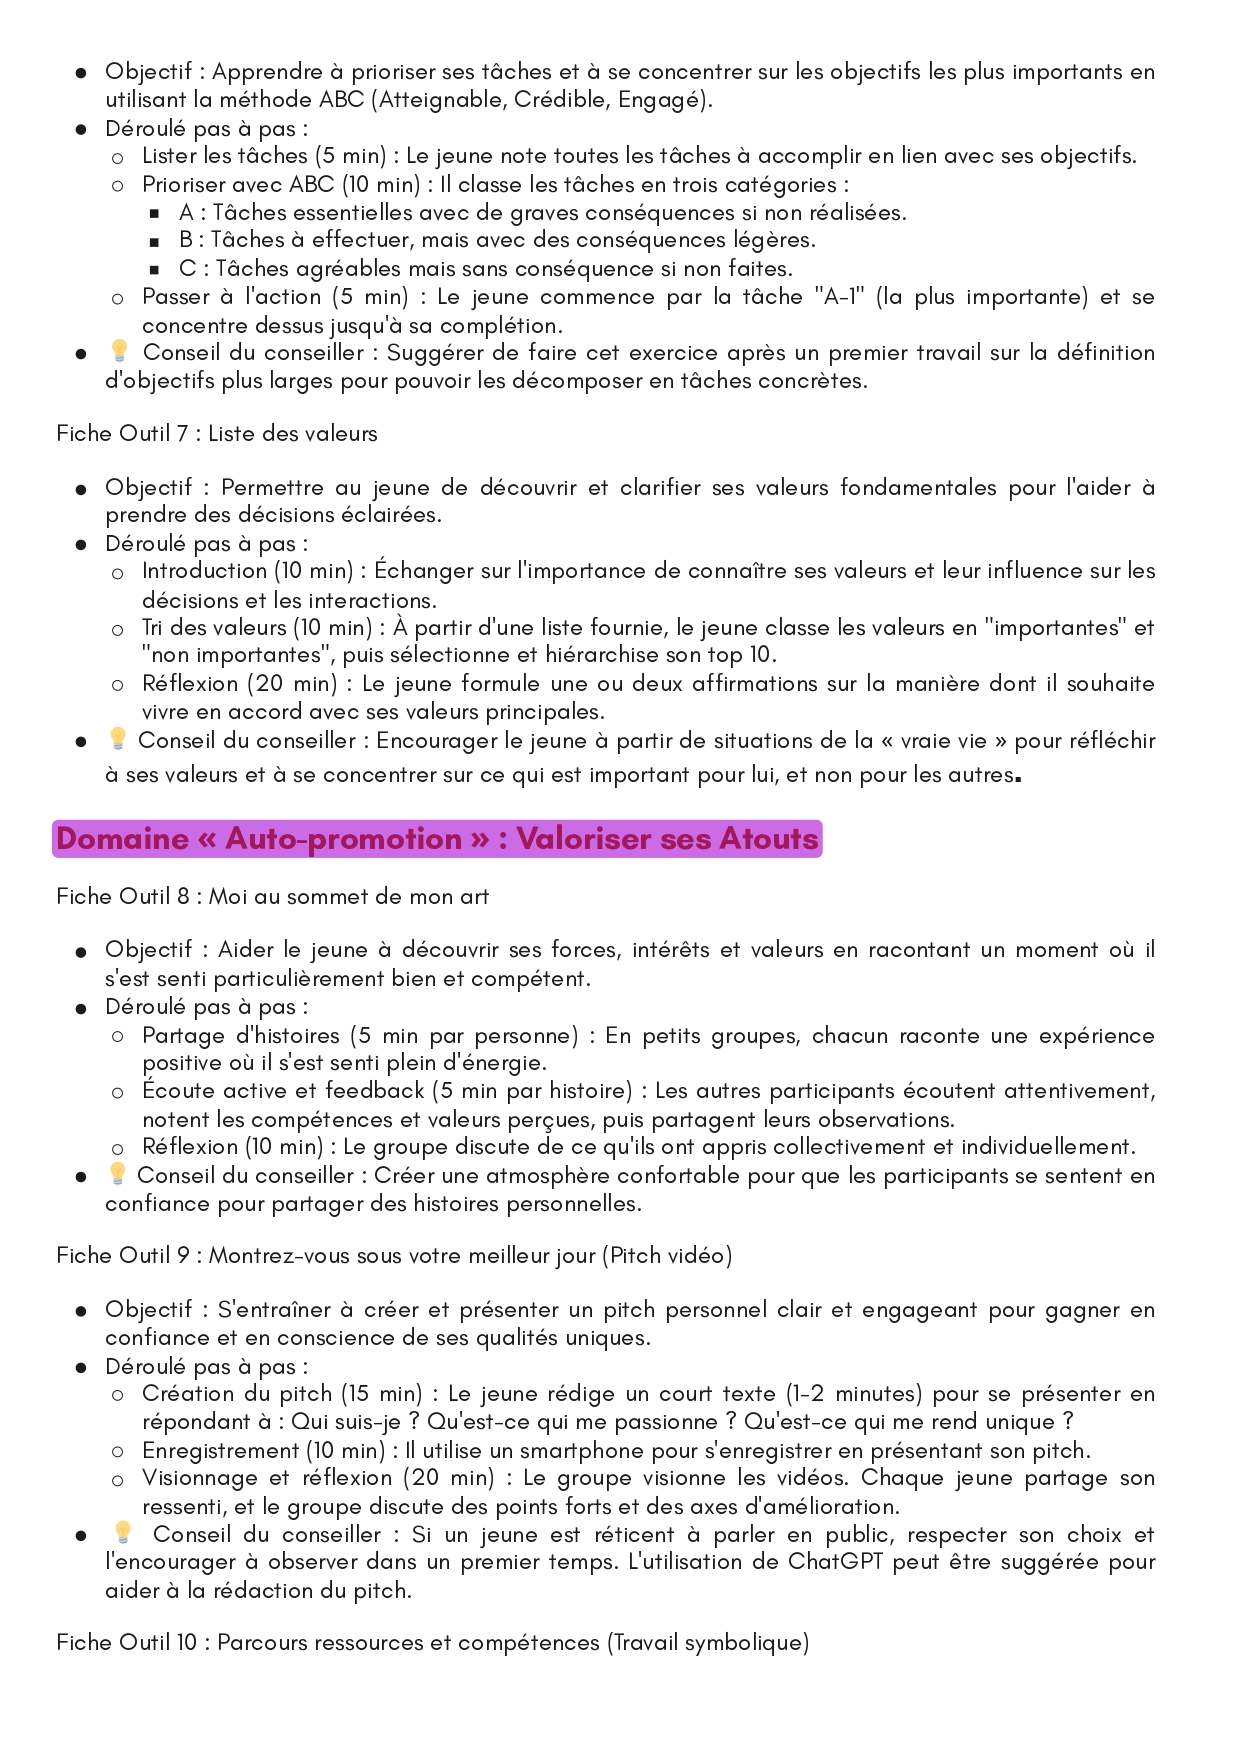 ● Objectif : Apprendre à prioriser ses tâches et à se concentrer sur les objectifs les plus importants en
utilisant la méthode ABC (Atteignable, Crédible, Engagé).
● Déroulé pas à pas :
○ Lister les tâches (5 min) : Le jeune note toutes les tâches à accomplir en lien avec ses objectifs.
○ Prioriser avec ABC (10 min) : Il classe les tâches en trois catégories :
■ A : Tâches essentielles avec de graves conséquences si non réalisées.
■ B : Tâches à effectuer, mais avec des conséquences légères.
■ C : Tâches agréables mais sans conséquence si non faites.
○ Passer à l'action (5 min) : Le jeune commence par la tâche "A-1" (la plus importante) et se
concentre dessus jusqu'à sa complétion.
● 💡 Conseil du conseiller : Suggérer de faire cet exercice après un premier travail sur la définition
d'objectifs plus larges pour pouvoir les décomposer en tâches concrètes.
Fiche Outil 7 : Liste des valeurs
● Objectif : Permettre au jeune de découvrir et clarifier ses valeurs fondamentales pour l'aider à
prendre des décisions éclairées.
● Déroulé pas à pas :
○ Introduction (10 min) : Échanger sur l'importance de connaître ses valeurs et leur influence sur les
décisions et les interactions.
○ Tri des valeurs (10 min) : À partir d'une liste fournie, le jeune classe les valeurs en "importantes" et
"non importantes", puis sélectionne et hiérarchise son top 10.
○ Réflexion (20 min) : Le jeune formule une ou deux affirmations sur la manière dont il souhaite
vivre en accord avec ses valeurs principales.
● 💡 Conseil du conseiller : Encourager le jeune à partir de situations de la « vraie vie » pour réfléchir
à ses valeurs et à se concentrer sur ce qui est important pour lui, et non pour les autres.
Domaine « Auto-promotion » : Valoriser ses Atouts
Fiche Outil 8 : Moi au sommet de mon art
● Objectif : Aider le jeune à découvrir ses forces, intérêts et valeurs en racontant un moment où il
s'est senti particulièrement bien et compétent.
● Déroulé pas à pas :
○ Partage d'histoires (5 min par personne) : En petits groupes, chacun raconte une expérience
positive où il s'est senti plein d'énergie.
○ Écoute active et feedback (5 min par histoire) : Les autres participants écoutent attentivement,
notent les compétences et valeurs perçues, puis partagent leurs observations.
○ Réflexion (10 min) : Le groupe discute de ce qu'ils ont appris collectivement et individuellement.
● 💡 Conseil du conseiller : Créer une atmosphère confortable pour que les participants se sentent en
confiance pour partager des histoires personnelles.
Fiche Outil 9 : Montrez-vous sous votre meilleur jour (Pitch vidéo)
● Objectif : S'entraîner à créer et présenter un pitch personnel clair et engageant pour gagner en
confiance et en conscience de ses qualités uniques.
● Déroulé pas à pas :
○ Création du pitch (15 min) : Le jeune rédige un court texte (1-2 minutes) pour se présenter en
répondant à : Qui suis-je ? Qu'est-ce qui me passionne ? Qu'est-ce qui me rend unique ?
○ Enregistrement (10 min) : Il utilise un smartphone pour s'enregistrer en présentant son pitch.
○ Visionnage et réflexion (20 min) : Le groupe visionne les vidéos. Chaque jeune partage son
ressenti, et le groupe discute des points forts et des axes d'amélioration.
● 💡 Conseil du conseiller : Si un jeune est réticent à parler en public, respecter son choix et
l'encourager à observer dans un premier temps. L'utilisation de ChatGPT peut être suggérée pour
aider à la rédaction du pitch.
Fiche Outil 10 : Parcours ressources et compétences (Travail symbolique)